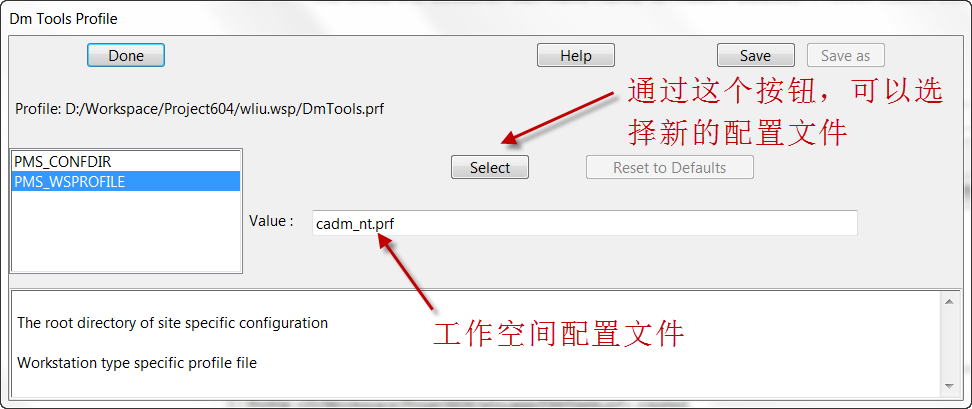 Dm Tools Profile
Done
Help
Save
Save as
Profile: D:/Workspace/Project604/wliu.wsp/DmTools.prf
通过这个按钮，可以选
择新的配置文件
PMS_CONFDIR
PMS_WSPROFILE
Select
Reset to Defaults
Value :
cadm_nt.prf
The root directory of site specific configuration
工作空间配置文件
Workstation type specific profile file